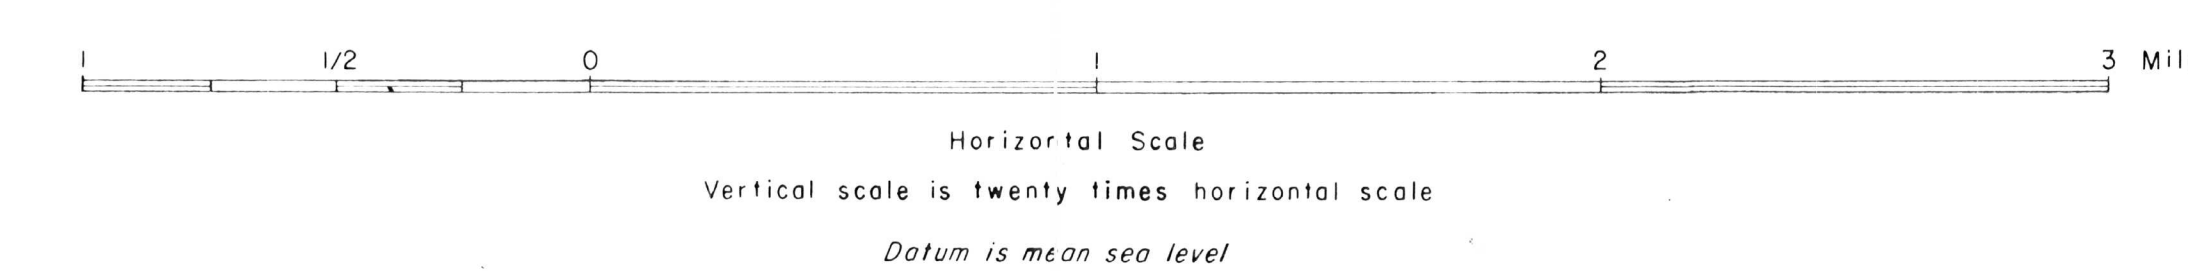 1 1/2 0 1 2 3 Mil
Horizontal Scale
Vertical scale is twenty times horizontal scale
Datum is mean sea level